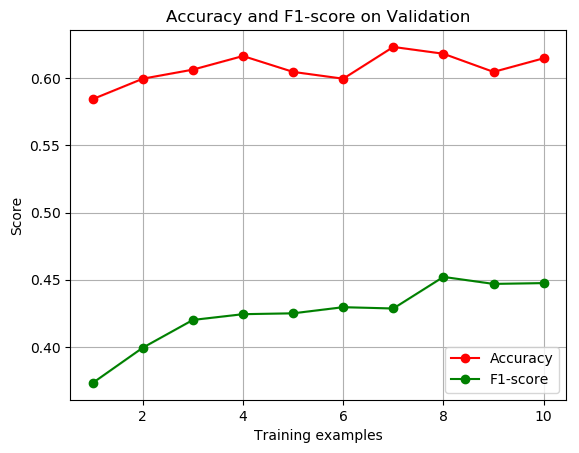 Accuracy and F1-score on Validation
Score
0.60
0.55
0.50
0.45
0.40
Accuracy
F1-score
2 4 6 8 10
Training examples